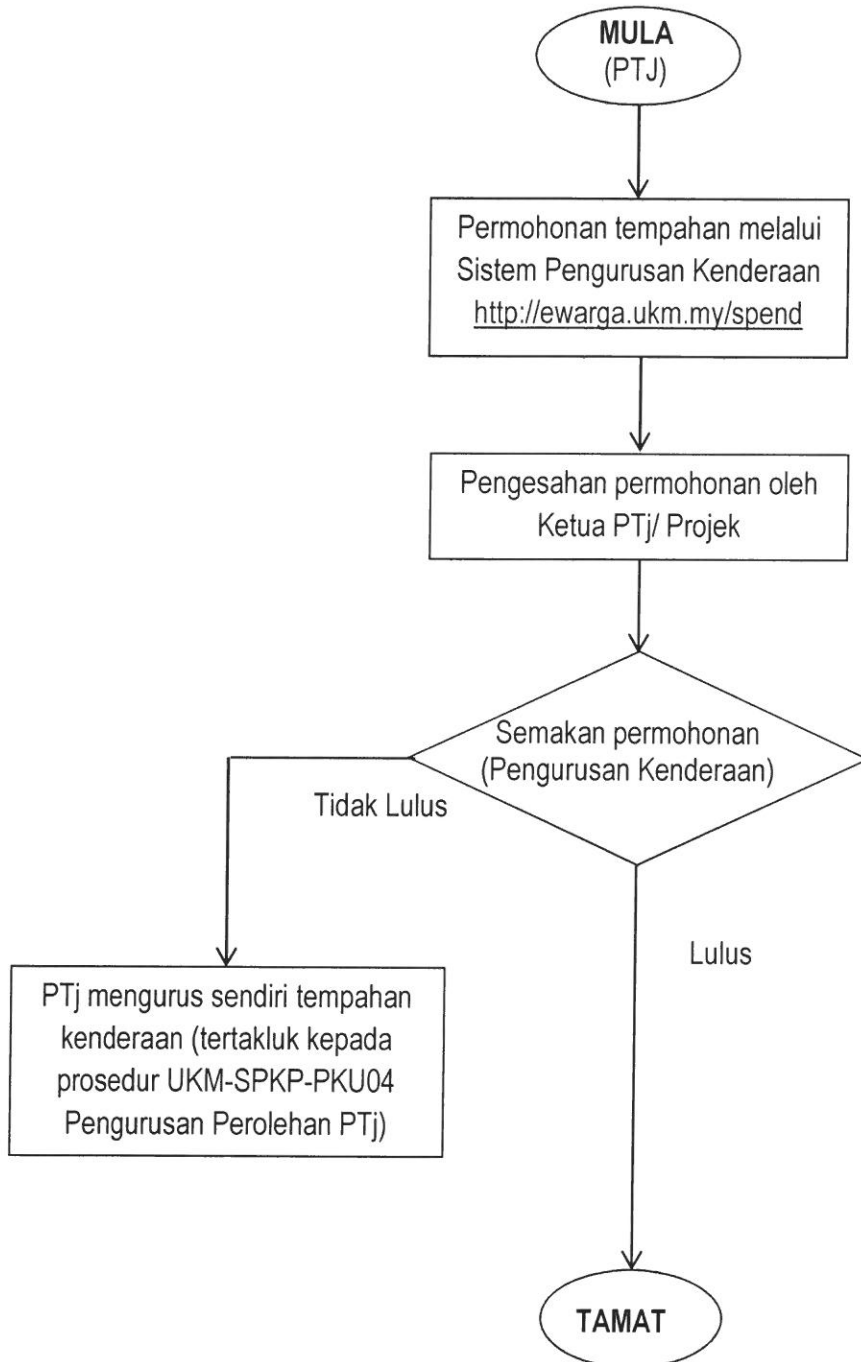 MULA
(PTJ)
Permohonan tempahan melalui
Sistem Pengurusan Kenderaan
http://ewarga.ukm.my/spend
Pengesahan permohonan oleh
Ketua PTj/ Projek
Semakan permohonan
(Pengurusan Kenderaan)
Tidak Lulus
Lulus
PTj mengurus sendiri tempahan
kenderaan (tertakluk kepada
prosedur UKM-SPKP-PKU04
Pengurusan Perolehan PTj)
TAMAT